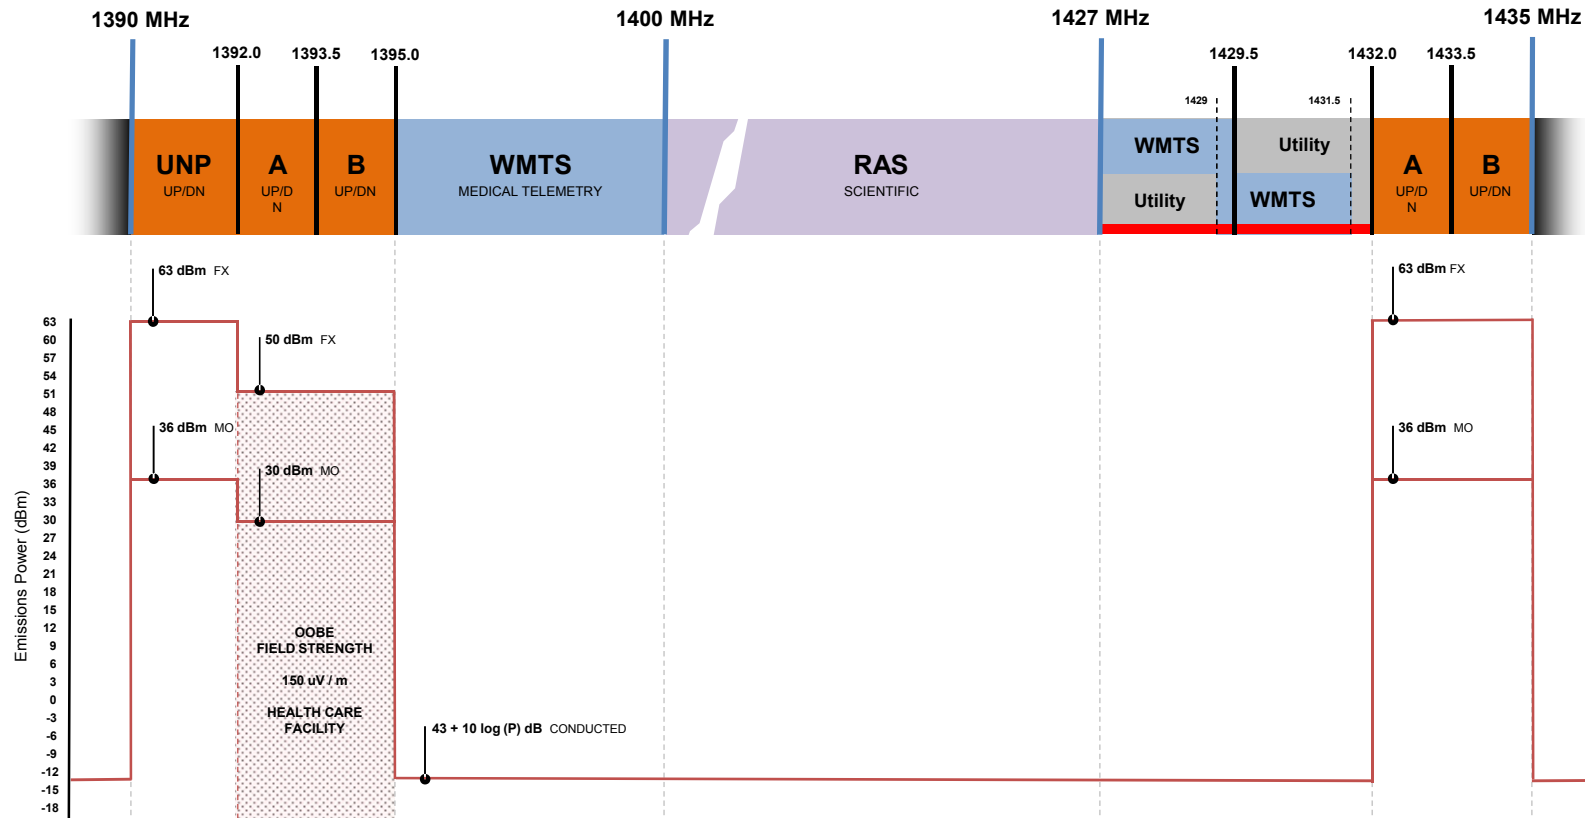 1390 MHz
1400 MHz
1427 MHz
1435 MHz
1392.0
1393.5
1395.0
1429.5
1432.0
1433.5
1429
1431.5
UNP
UP/DN
A
UP/D
N
B
UP/DN
WMTS
MEDICAL TELEMETRY
RAS
SCIENTIFIC
WMTS
Utility
Utility
WMTS
A
UP/D
N
B
UP/DN
63 dBm FX
50 dBm FX
36 dBm MO
30 dBm MO
63 dBm FX
36 dBm MO
Emissions Power (dBm)
63
60
57
54
51
48
45
42
39
36
33
30
27
24
21
18
15
12
9
6
3
0
-3
-6
-9
-12
-15
-18
OOBE
FIELD STRENGTH
150 uV / m
HEALTH CARE
FACILITY
43 + 10 log (P) dB CONDUCTED